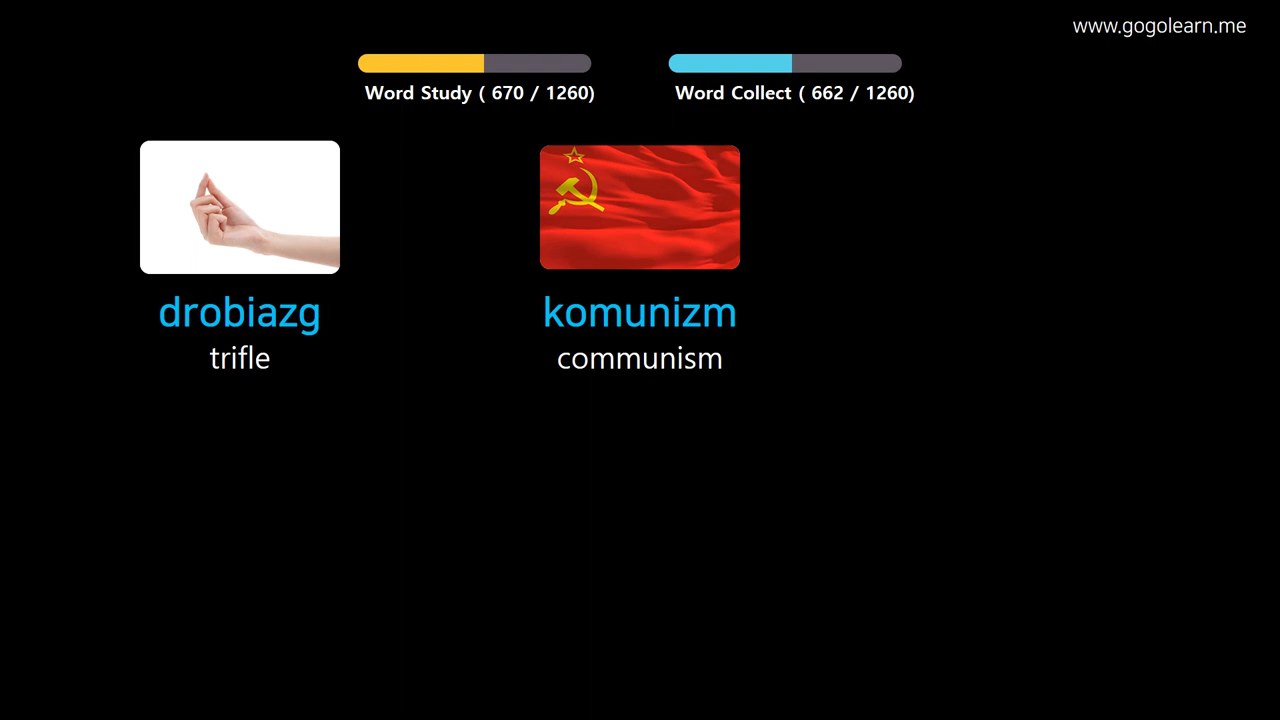 www.gogolearn.me
Word Study ( 670 / 1260)
Word Collect ( 662 / 1260)
drobiazg
trifle
komunizm
communism